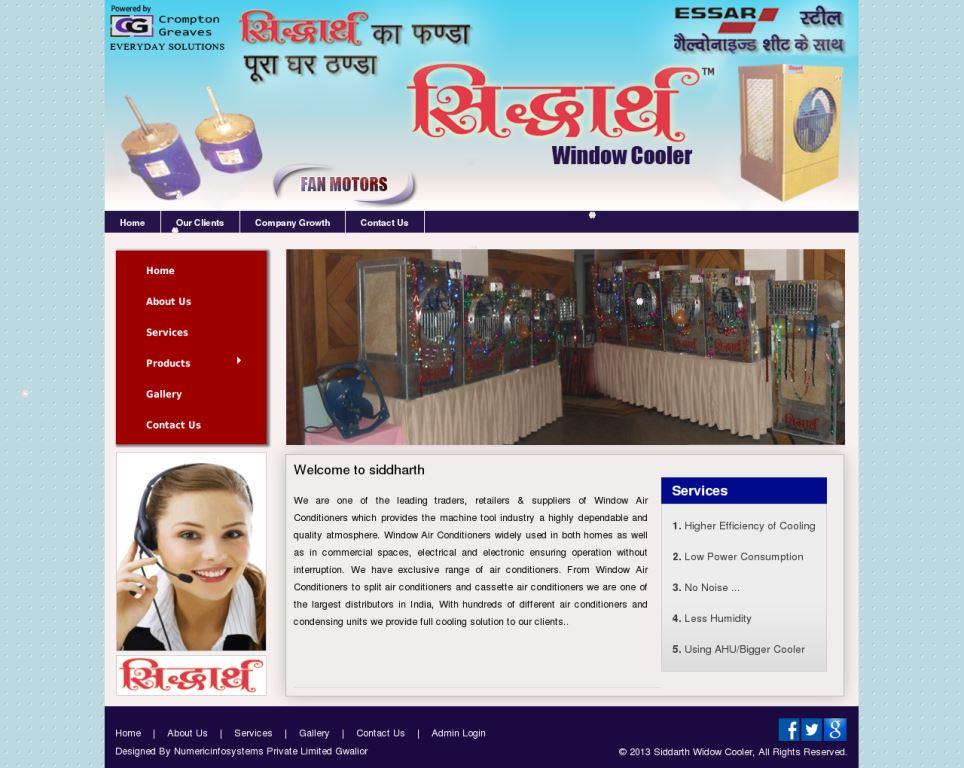 Powered by
CG Crompton
Greaves
EVERYDAY SOLUTIONS
सिद्धार्थ का फण्डा
पूरा घर ठण्डा
ESSAR स्टील
गैल्वोनाइज्ड शीट के साथ
सिद्धार्थ™
Window Cooler
FAN MOTORS
Home
Our Clients
Company Growth
Contact Us
Home
About Us
Services
Products
Gallery
Contact Us
सिद्धार्थ
Welcome to siddharth
We are one of the leading traders, retailers & suppliers of Window Air
Conditioners which provides the machine tool industry a highly dependable and
quality atmosphere. Window Air Conditioners widely used in both homes as well
as in commercial spaces, electrical and electronic ensuring operation without
interruption. We have exclusive range of air conditioners. From Window Air
Conditioners to split air conditioners and cassette air conditioners we are one of
the largest distributors in India, With hundreds of different air conditioners and
condensing units we provide full cooling solution to our clients..
Services
1. Higher Efficiency of Cooling
2. Low Power Consumption
3. No Noise ...
4. Less Humidity
5. Using AHU/Bigger Cooler
Home | About Us | Services | Gallery | Contact Us | Admin Login
Designed By Numericinfosystems Private Limited Gwalior
© 2013 Siddarth Widow Cooler, All Rights Reserved.